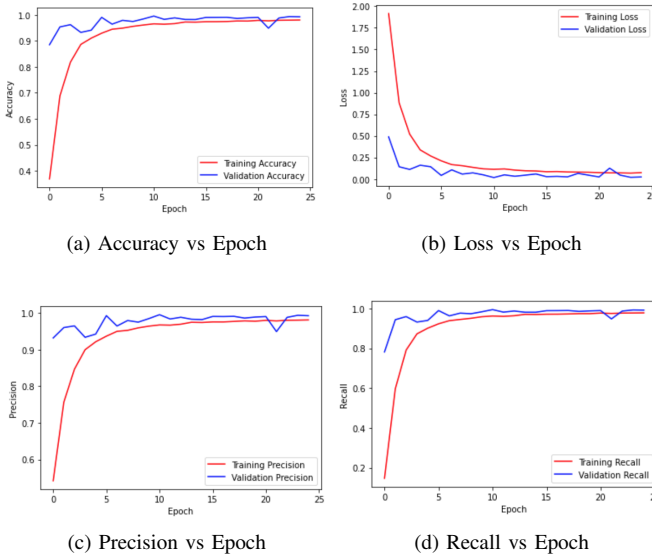 1.0
0.9
0.8
0.7
0.6
0.5
0.4
Accuracy
Training Accuracy
Validation Accuracy
0 5 10 15 20 25
Epoch
(a) Accuracy vs Epoch
2.00
1.75
1.50
1.25
1.00
0.75
0.50
0.25
0.00
Loss
Training Loss
Validation Loss
0 5 10 15 20 25
Epoch
(b) Loss vs Epoch
1.0
0.9
0.8
0.7
0.6
Precision
Training Precision
Validation Precision
0 5 10 15 20 25
Epoch
(c) Precision vs Epoch
1.0
0.8
0.6
0.4
0.2
Recall
Training Recall
Validation Recall
0 5 10 15 20 25
Epoch
(d) Recall vs Epoch